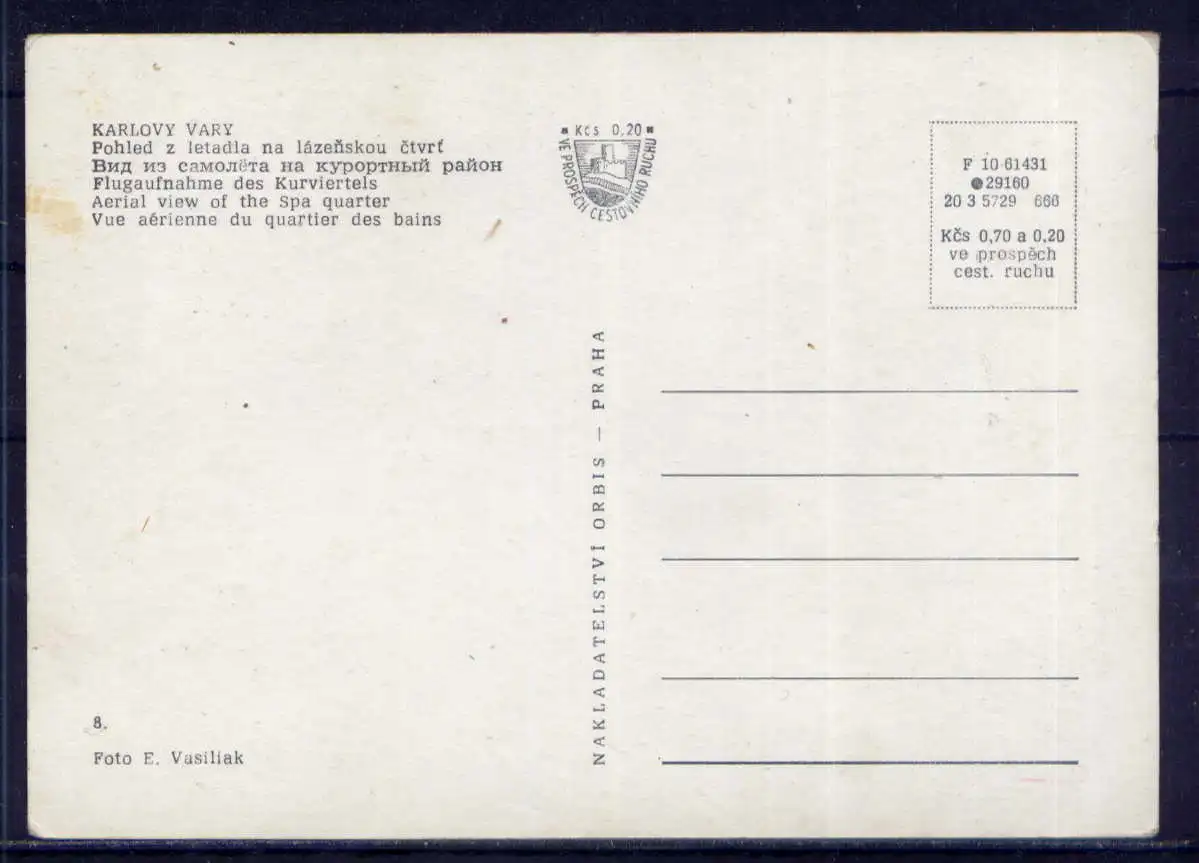 KARLOVY VARY
Pohled z letadla na lázeňskou čtvrť
Вид из самолёта на курортный район
Flugaufnahme des Kurviertels
Aerial view of the Spa quarter
Vue aérienne du quartier des bains
Kčs 0,20
VE PROSPĚCH CESTOVNÍHO RUCHU
F 10 61431
29160
20 3 5729 666
Kčs 0,70 a 0,20
ve prospěch
cest. ruchu
NAKLADATELSTVÍ ORBIS — PRAHA
8.
Foto E. Vasiliak